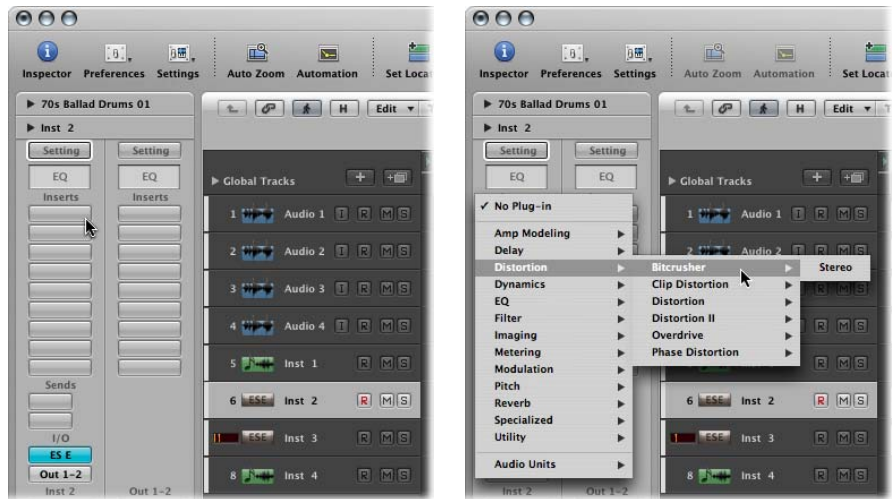 Inspector Preferences Settings Auto Zoom Automation Set Loca
70s Ballad Drums 01
Inst 2
H Edit
Setting Setting
EQ EQ
Inserts Inserts
Global Tracks
1 Audio 1 I R M S
2 Audio 2 I R M S
3 Audio 3 I R M S
4 Audio 4 I R M S
5 Inst 1 R M S
Sends
6 ESE Inst 2 R M S
I/O
ESE Inst 3 R M S
ES E
Out 1-2
8 Inst 4 R M S
Inst 2 Out 1-2
Inspector Preferences Settings Auto Zoom Automation Set Loca
70s Ballad Drums 01
Inst 2
H Edit
Setting Setting
EQ EQ
Global Tracks
✓ No Plug-in
Amp Modeling
Delay
Distortion
Dynamics
EQ
Filter
Imaging
Metering
Modulation
Pitch
Reverb
Specialized
Utility
Audio Units
Bitcrusher
Clip Distortion
Distortion
Distortion II
Overdrive
Phase Distortion
Stereo
1 Audio 1 I R M S
2 Audio 2 I R M S
R M S
R M S
R M S
6 ESE Inst 2 R M S
ESE Inst 3 R M S
8 Inst 4 R M S
Inst 2 Out 1-2